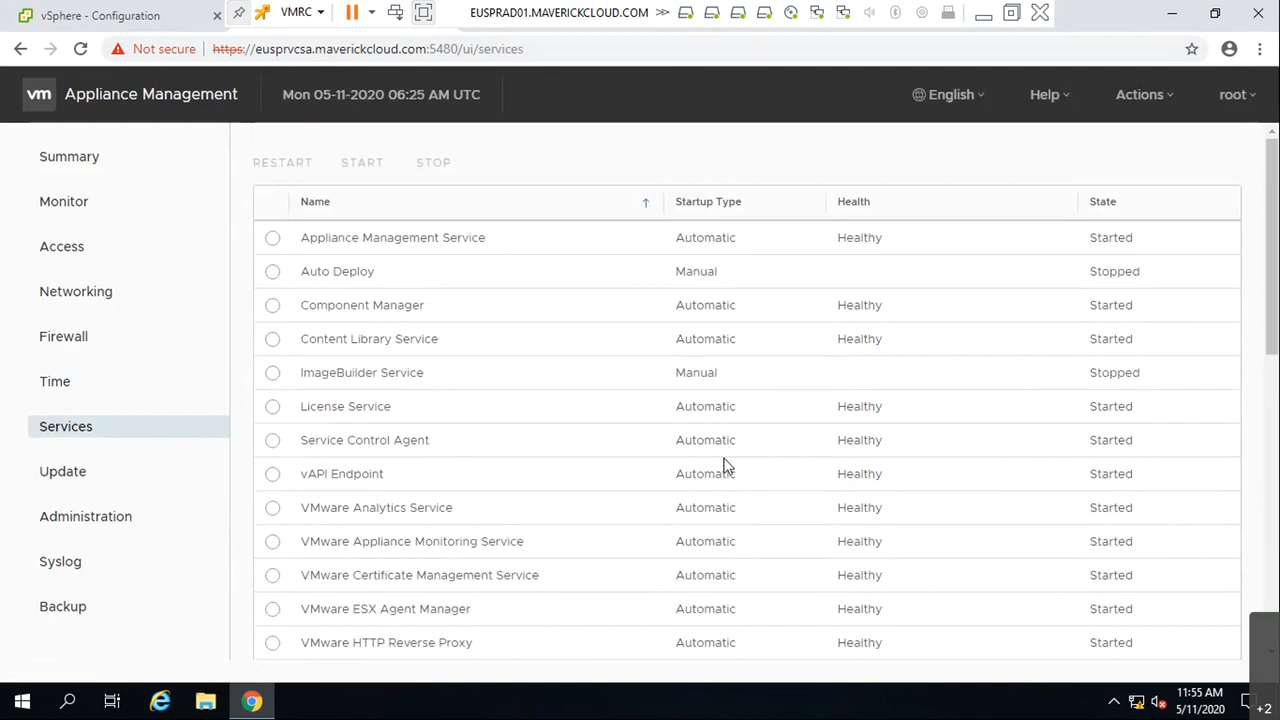 vSphere - Configuration
VMRC
EUSPRAD01.MAVERICKCLOUD.COM
Not secure
https://eusprvcsa.maverickcloud.com:5480/ui/services
vm
Appliance Management
Mon 05-11-2020 06:25 AM UTC
English
Help
Actions
root
Summary
Monitor
Access
Networking
Firewall
Time
Services
Update
Administration
Syslog
Backup
RESTART START STOP
Name Startup Type Health State
Appliance Management Service Automatic Healthy Started
Auto Deploy Manual Stopped
Component Manager Automatic Healthy Started
Content Library Service Automatic Healthy Started
ImageBuilder Service Manual Stopped
License Service Automatic Healthy Started
Service Control Agent Automatic Healthy Started
vAPI Endpoint Automatic Healthy Started
VMware Analytics Service Automatic Healthy Started
VMware Appliance Monitoring Service Automatic Healthy Started
VMware Certificate Management Service Automatic Healthy Started
VMware ESX Agent Manager Automatic Healthy Started
VMware HTTP Reverse Proxy Automatic Healthy Started
11:55 AM
5/11/2020
+2